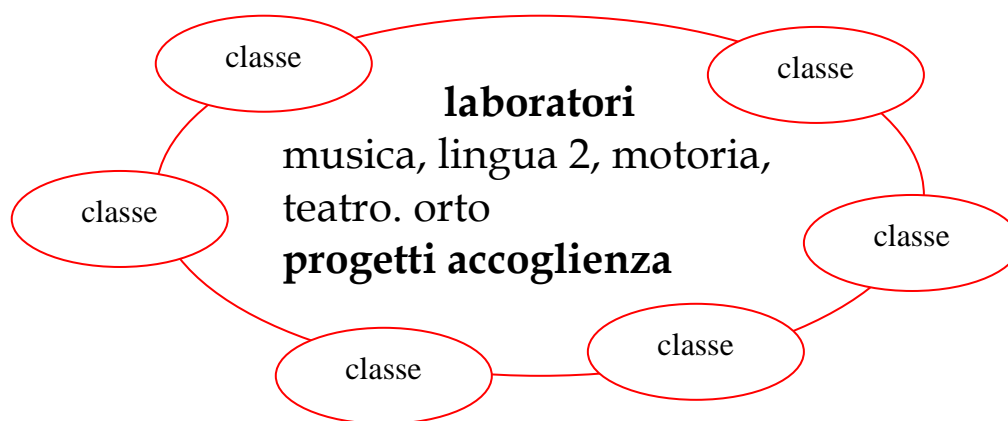 classe
classe
laboratori
musica, lingua 2, motoria,
teatro. orto
progetti accoglienza
classe
classe
classe
classe